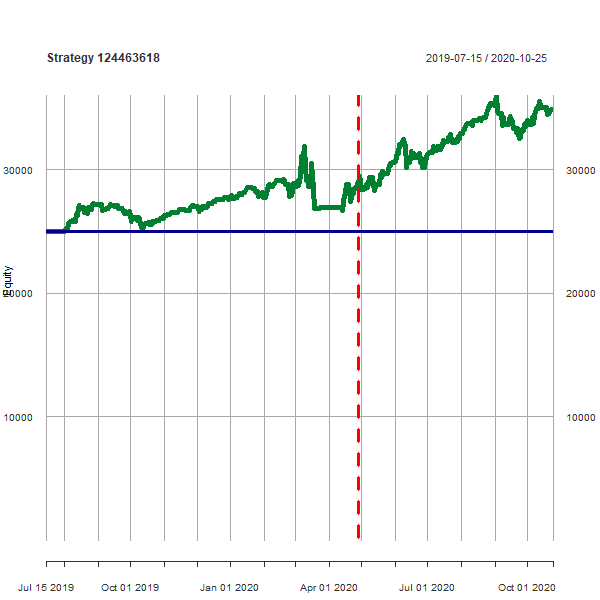 Strategy 124463618
2019-07-15 / 2020-10-25
30000
30000
Equity
20000
20000
10000
10000
Jul 15 2019
Oct 01 2019
Jan 01 2020
Apr 01 2020
Jul 01 2020
Oct 01 2020